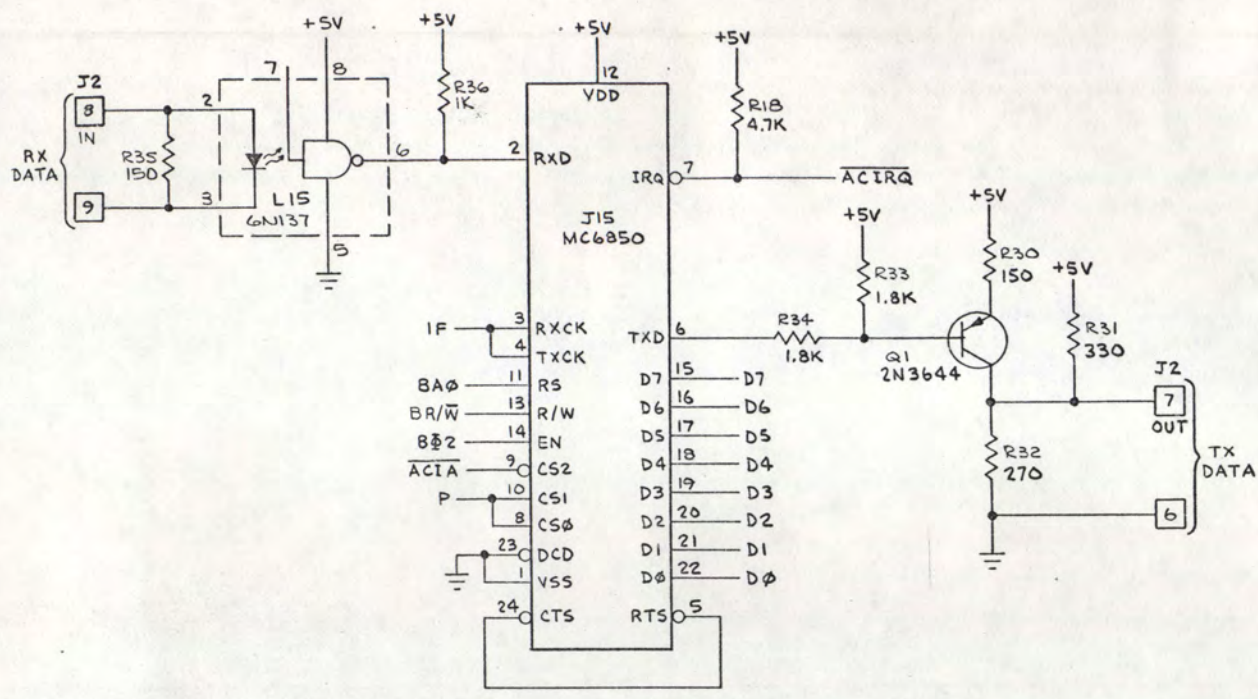 +5V
7
8
J2
8
IN
2
R35
150
RX
DATA
9
3
L15
6N137
6
5
+5V
R36
1K
+5V
12
VDD
2
RXD
J15
MC6850
IRQ
7
+5V
R18
4.7K
ACIRQ
1F
3
RXCK
4
TXCK
BAØ
11
RS
BR/W
13
R/W
BΦ2
14
EN
ACIA
9
CS2
P
10
CS1
8
CSØ
23
DCD
1
VSS
24
CTS
TXD
6
R34
1.8K
+5V
R33
1.8K
Q1
2N3644
+5V
R30
150
+5V
R31
330
J2
7
OUT
R32
270
TX
DATA
6
D7
15
D7
D6
16
D6
D5
17
D5
D4
18
D4
D3
19
D3
D2
20
D2
D1
21
D1
DØ
22
DØ
RTS
5